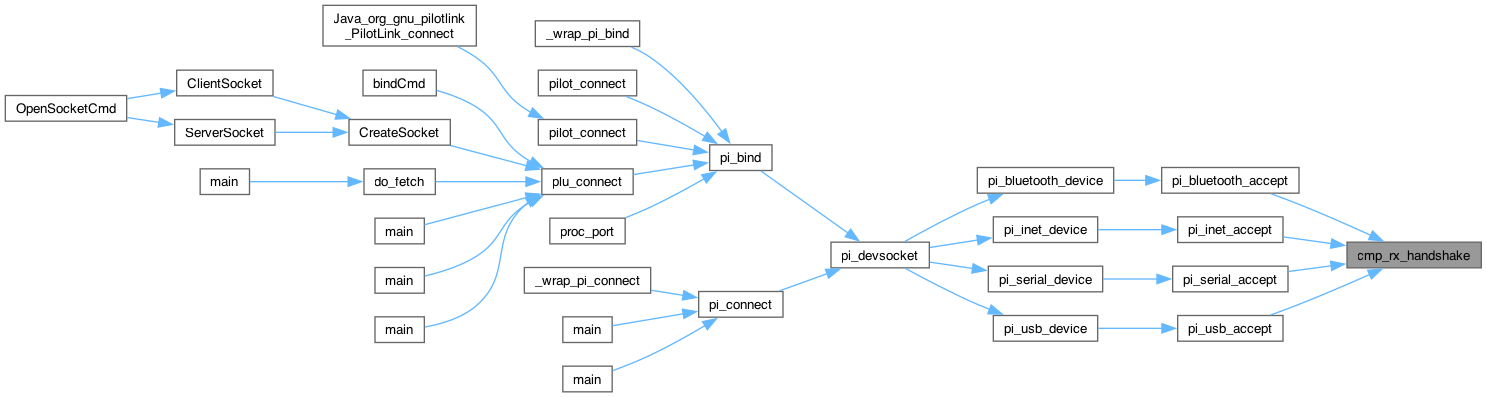 Java_org_gnu_pilotlink
_PilotLink_connect
_wrap_pi_bind
ClientSocket
bindCmd
pilot_connect
OpenSocketCmd
ServerSocket
CreateSocket
pilot_connect
pi_bind
main
do_fetch
plu_connect
pi_bluetooth_device
pi_bluetooth_accept
main
proc_port
pi_inet_device
pi_inet_accept
pi_devsocket
cmp_rx_handshake
main
_wrap_pi_connect
pi_serial_device
pi_serial_accept
pi_connect
main
main
pi_usb_device
pi_usb_accept
main